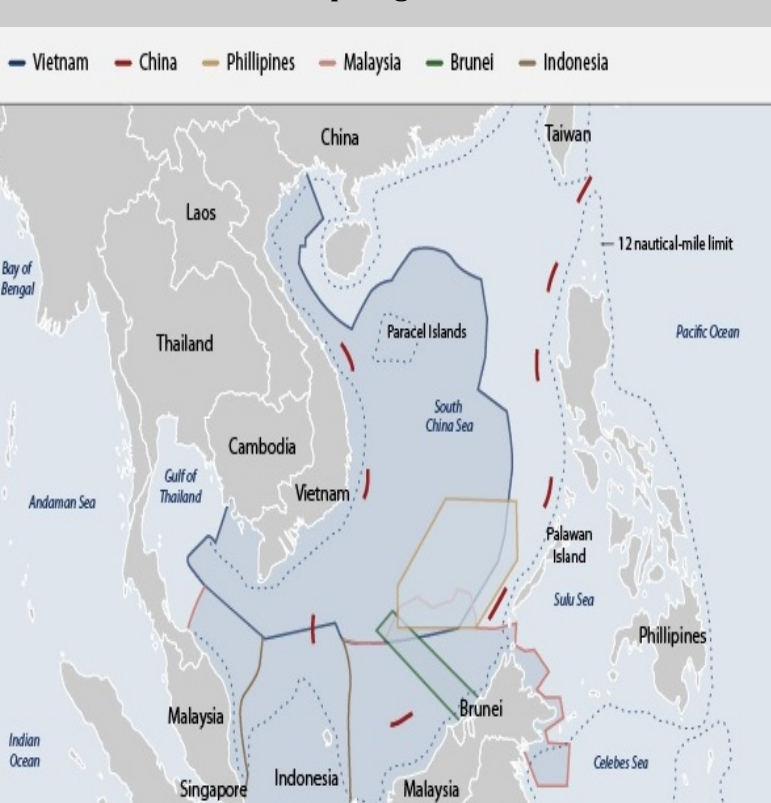 Vietnam China Phillipines Malaysia Brunei Indonesia
China
Taiwan
Laos
12 nautical-mile limit
Bay of
Bengal
Paracel Islands
Pacific Ocean
Thailand
South
China Sea
Cambodia
Gulf of
Thailand
Vietnam
Andaman Sea
Palawan
Island
Sulu Sea
Phillipines
Brunei
Malaysia
Indian
Ocean
Celebes Sea
Indonesia
Singapore
Malaysia